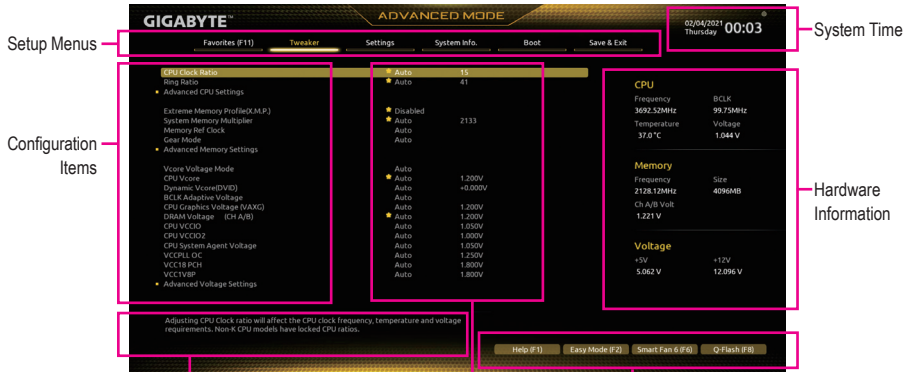 GIGABYTE™
ADVANCED MODE
02/04/2021
Thursday
00:03
System Time
Setup Menus
Favorites (F11) Tweaker Settings System Info. Boot Save & Exit
Configuration
Items
CPU Clock Ratio Auto 15
Ring Ratio Auto 41
Advanced CPU Settings
Extreme Memory Profile(X.M.P.) Disabled
System Memory Multiplier Auto 2133
Memory Ref Clock Auto
Gear Mode Auto
Advanced Memory Settings
Vcore Voltage Mode Auto
CPU Vcore Auto 1.200V
Dynamic Vcore(DVID) Auto +0.000V
BCLK Adaptive Voltage Auto
CPU Graphics Voltage (VAXG) Auto 1.200V
DRAM Voltage (CH A/B) Auto 1.200V
CPU VCCIO Auto 1.050V
CPU VCCIO2 Auto 1.000V
CPU System Agent Voltage Auto 1.050V
VCCPLL OC Auto 1.250V
VCC18 PCH Auto 1.800V
VCC1V8P Auto 1.800V
Advanced Voltage Settings
CPU
Frequency BCLK
3692.52MHz 99.75MHz
Temperature Voltage
37.0 °C 1.044 V
Memory
Frequency Size
2128.12MHz 4096MB
Ch A/B Volt
1.221 V
Voltage
+5V +12V
5.062 V 12.096 V
Hardware
Information
Adjusting CPU Clock ratio will affect the CPU clock frequency, temperature and voltage
requirements. Non-K CPU models have locked CPU ratios.
Help (F1) Easy Mode (F2) Smart Fan 6 (F6) Q-Flash (F8)